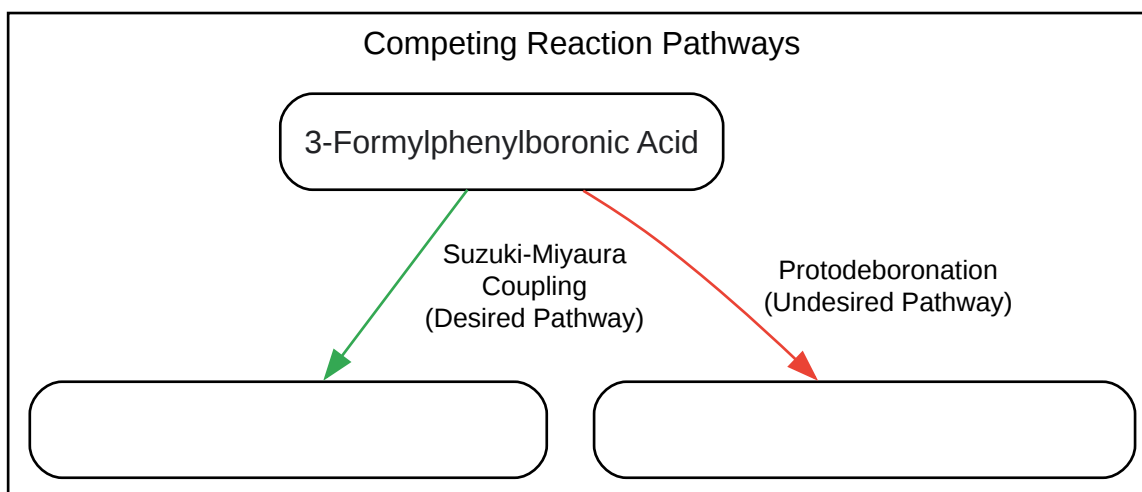 Competing Reaction Pathways
3-Formylphenylboronic Acid
Suzuki-Miyaura
Coupling
(Desired Pathway)
Protodeboronation
(Undesired Pathway)